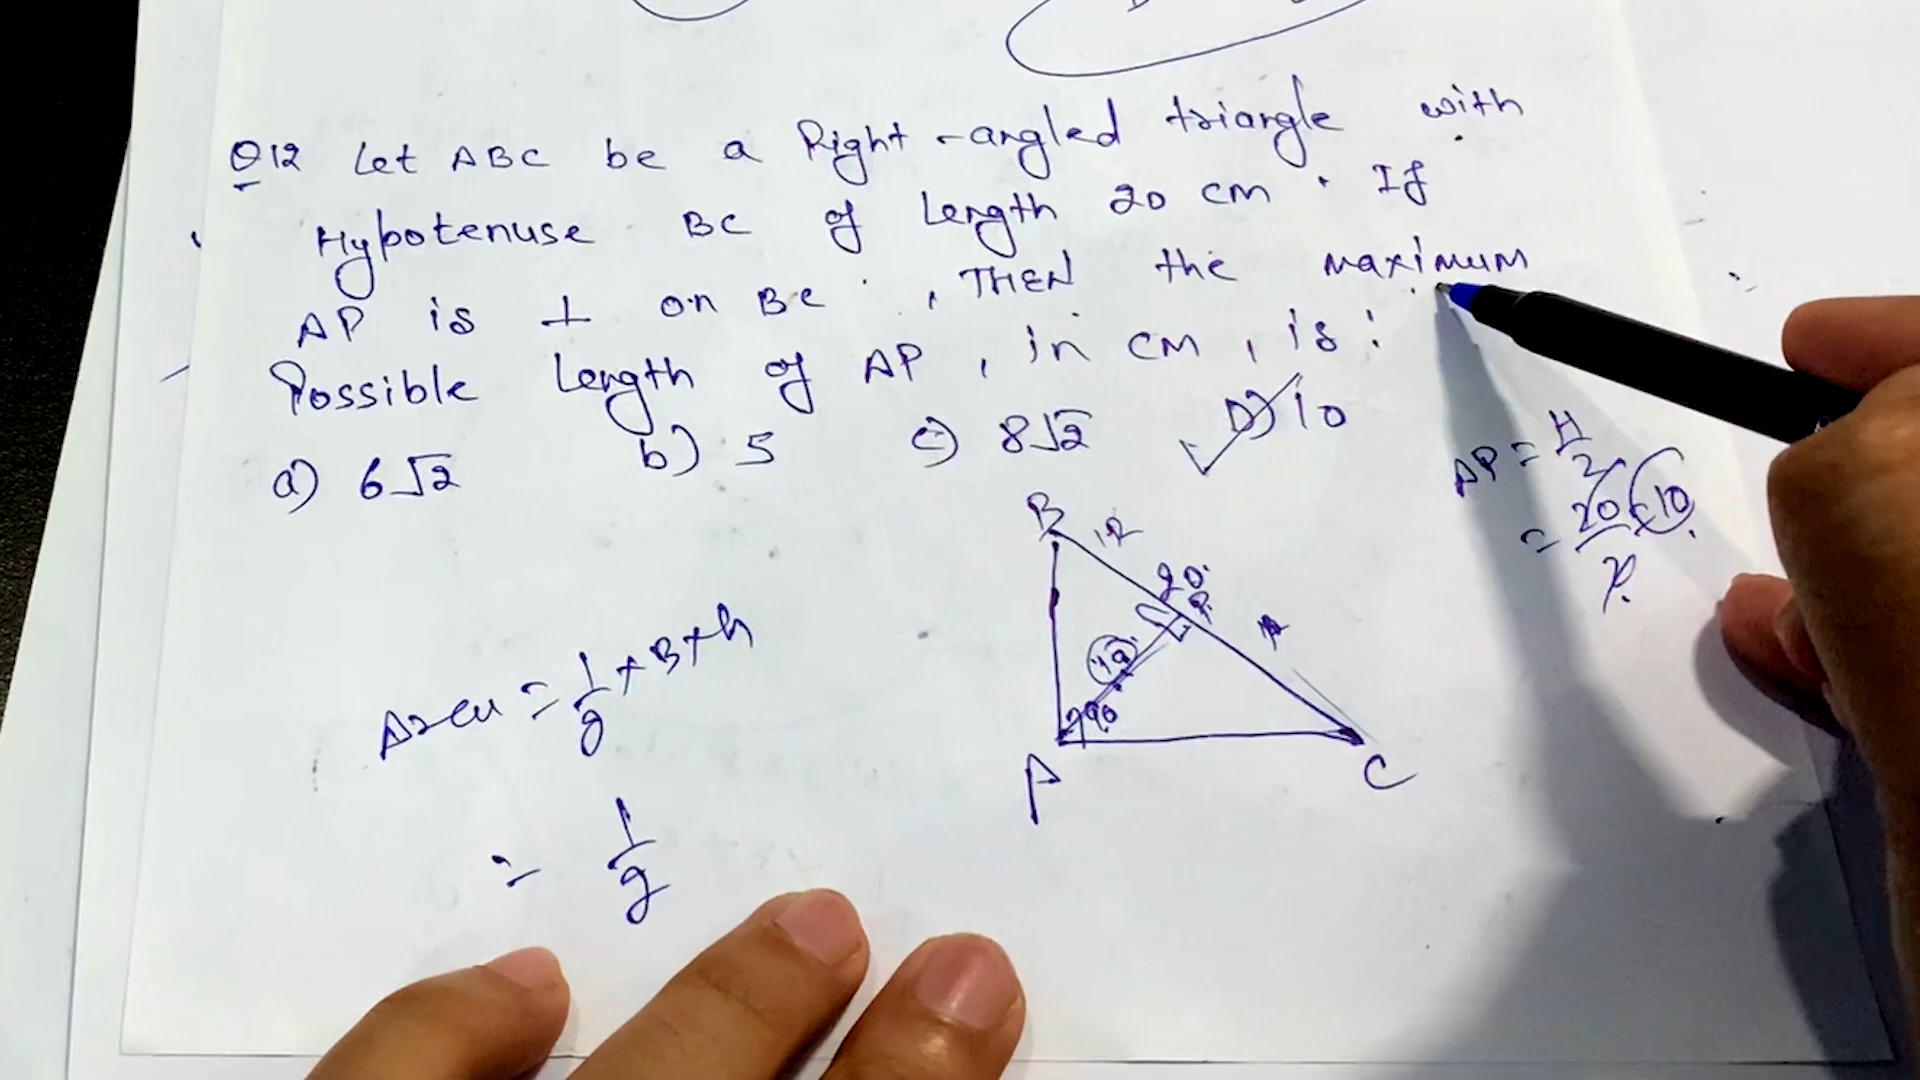 Q12 Let ABC be a Right-angled triangle with
Hypotenuse BC of Length 20 cm. If
AP is ⊥ on BC, THEN the maximum
Possible Length of AP, in cm, is:
a) 6√2 b) 5 c) 8√2 D) 10
AP = H/2
= 20/2 = 10
B
20
P
10
90
A
C
Area = 1/2 × B × h
= 1/2